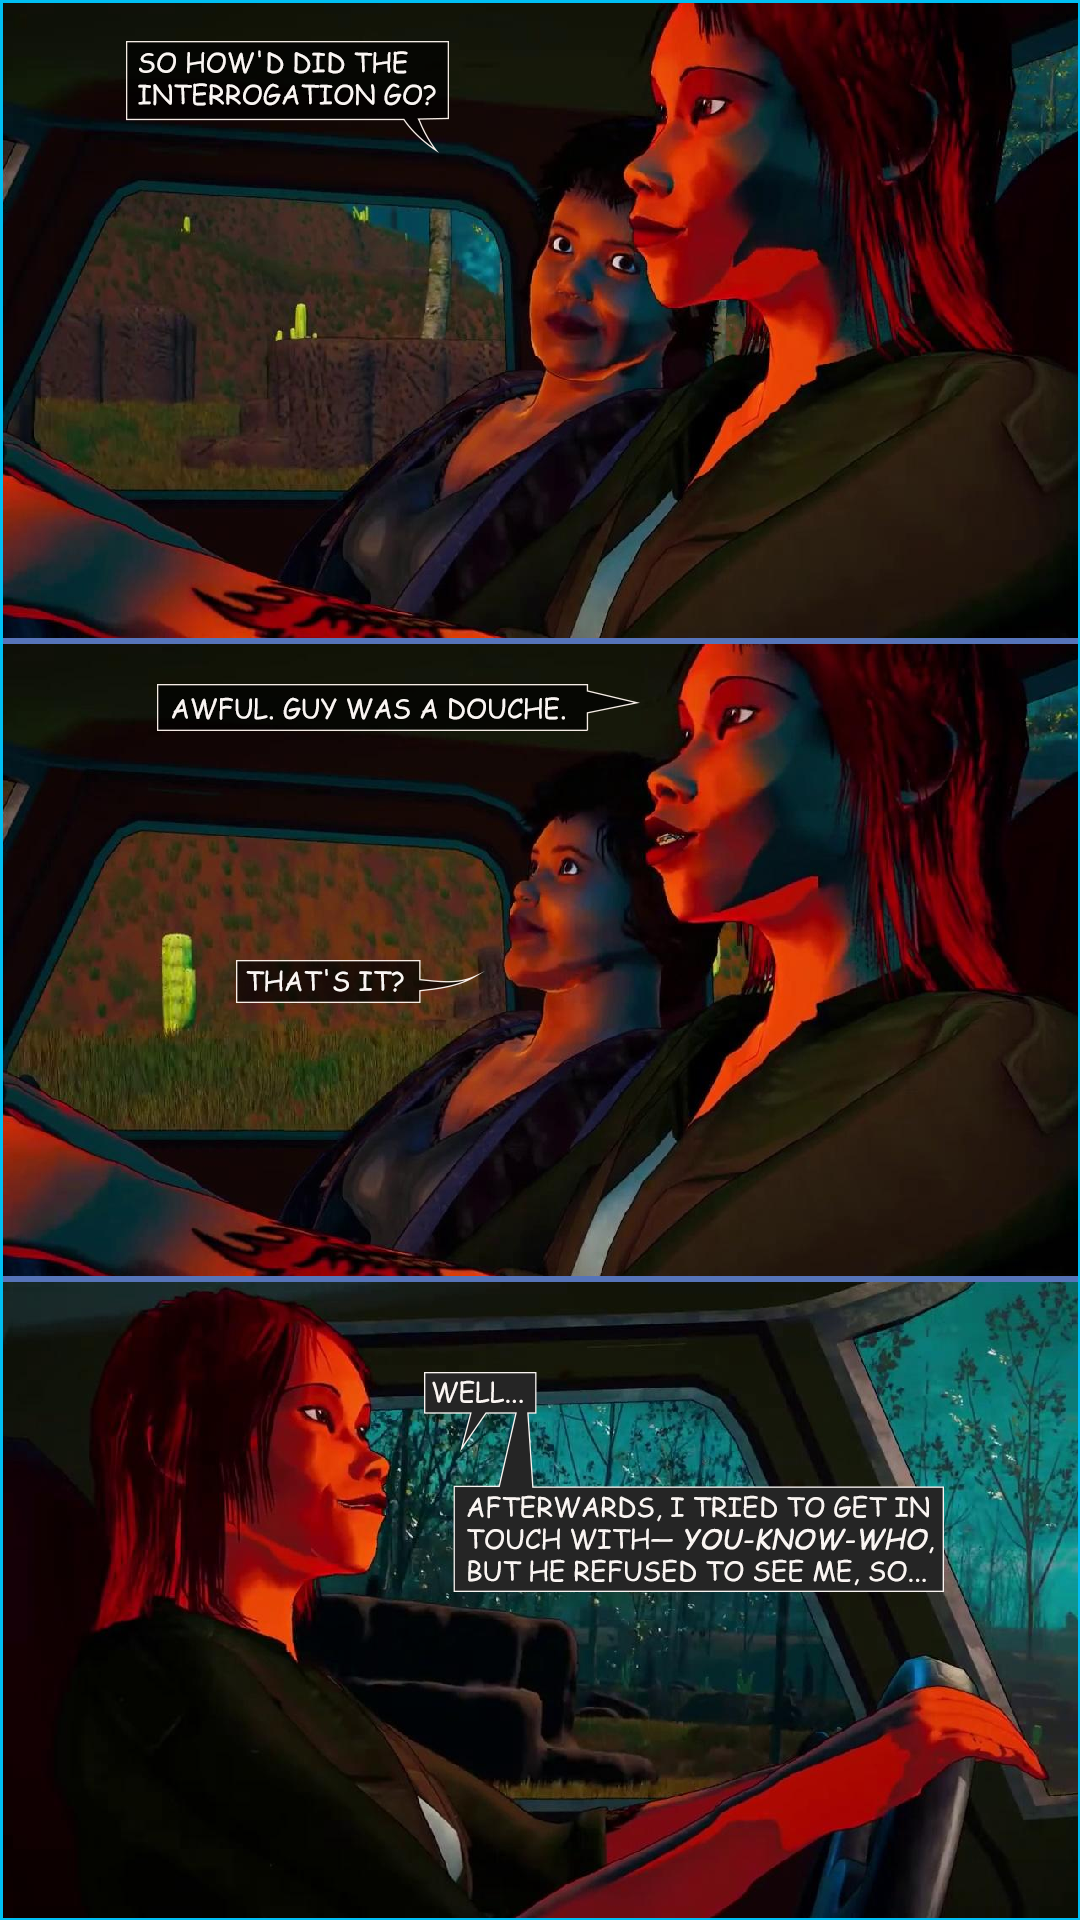 SO HOW'D DID THE
INTERROGATION GO?
AWFUL. GUY WAS A DOUCHE.
THAT'S IT?
WELL...
AFTERWARDS, I TRIED TO GET IN
TOUCH WITH— YOU-KNOW-WHO,
BUT HE REFUSED TO SEE ME, SO...